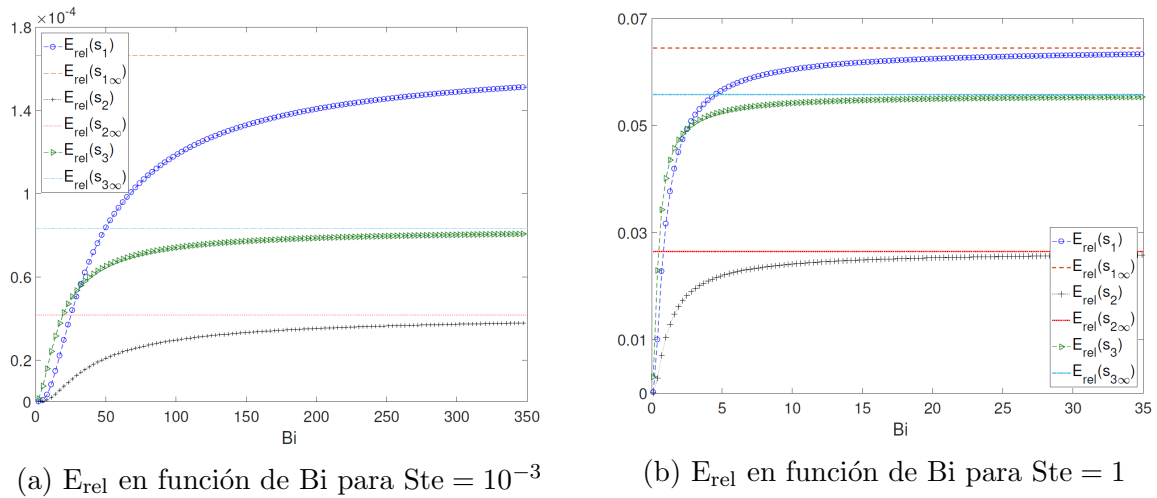 ×10⁻⁴
1.8
1.4
1
0.6
0.2
0
0 50 100 150 200 250 300 350
Bi
E_rel(s_1)
E_rel(s_1∞)
E_rel(s_2)
E_rel(s_2∞)
E_rel(s_3)
E_rel(s_3∞)
(a) E_rel en función de Bi para Ste = 10⁻³
0.07
0.05
0.03
0.01
0
0 5 10 15 20 25 30 35
Bi
E_rel(s_1)
E_rel(s_1∞)
E_rel(s_2)
E_rel(s_2∞)
E_rel(s_3)
E_rel(s_3∞)
(b) E_rel en función de Bi para Ste = 1